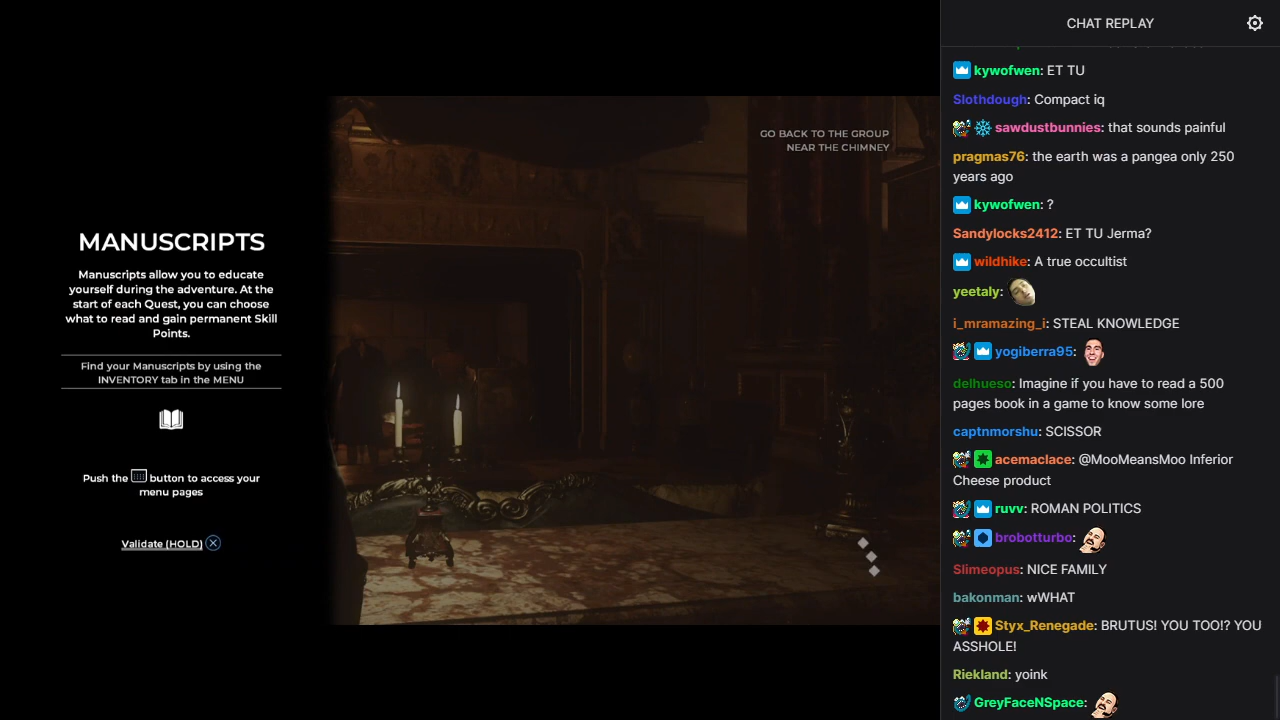 GO BACK TO THE GROUP
NEAR THE CHIMNEY
MANUSCRIPTS
Manuscripts allow you to educate
yourself during the adventure. At the
start of each Quest, you can choose
what to read and gain permanent Skill
Points.
Find your Manuscripts by using the
INVENTORY tab in the MENU
Push the button to access your
menu pages
Validate (HOLD)
CHAT REPLAY
kywofwen: ET TU
Slothdough: Compact iq
sawdustbunnies: that sounds painful
pragmas76: the earth was a pangea only 250
years ago
kywofwen: ?
Sandylocks2412: ET TU Jerma?
wildhike: A true occultist
yeetaly:
i_mramazing_i: STEAL KNOWLEDGE
yogiberra95:
delhueso: Imagine if you have to read a 500
pages book in a game to know some lore
captnmorshu: SCISSOR
acemaclace: @MooMeansMoo Inferior
Cheese product
ruvv: ROMAN POLITICS
brobotturbo:
Slimeopus: NICE FAMILY
bakonman: wWHAT
Styx_Renegade: BRUTUS! YOU TOO!? YOU
ASSHOLE!
Riekland: yoink
GreyFaceNSpace: